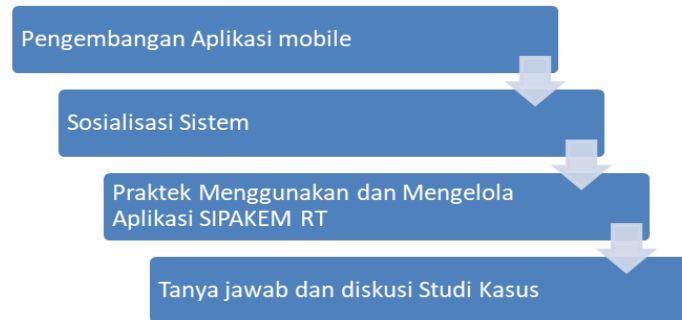 Pengembangan Aplikasi mobile
Sosialisasi Sistem
Praktek Menggunakan dan Mengelola
Aplikasi SIPAKEM RT
Tanya jawab dan diskusi Studi Kasus